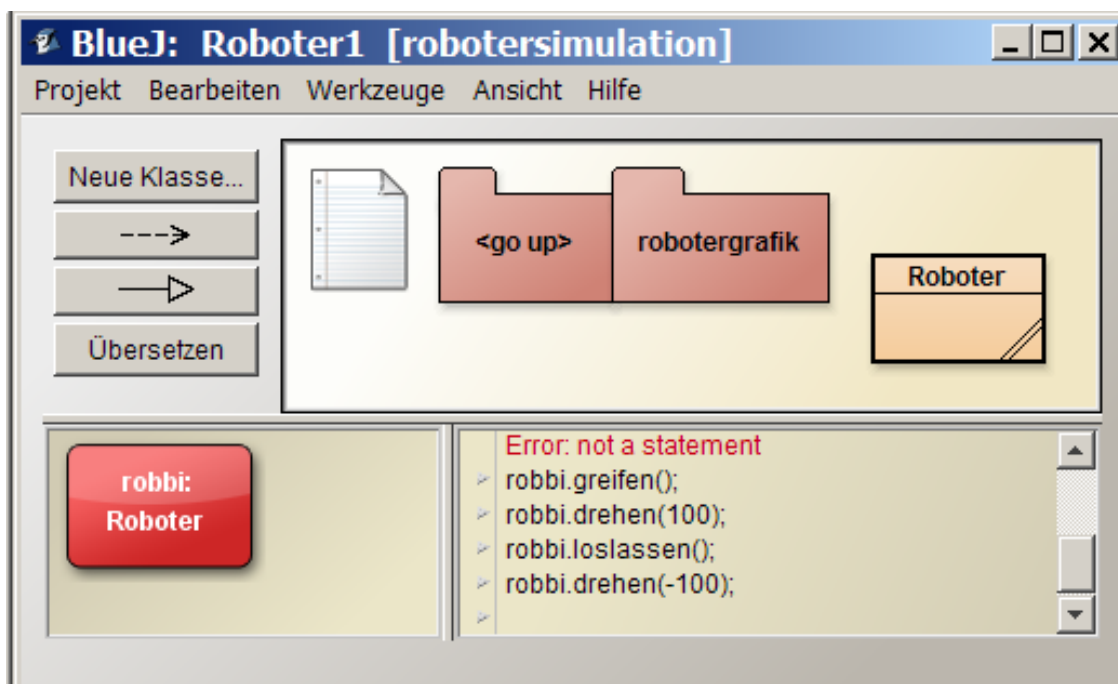 BlueJ: Roboter1 [robotersimulation]
Projekt Bearbeiten Werkzeuge Ansicht Hilfe
Neue Klasse...
Übersetzen
<go up>
robotergrafik
Roboter
robbi:
Roboter
Error: not a statement
robbi.greifen();
robbi.drehen(100);
robbi.loslassen();
robbi.drehen(-100);